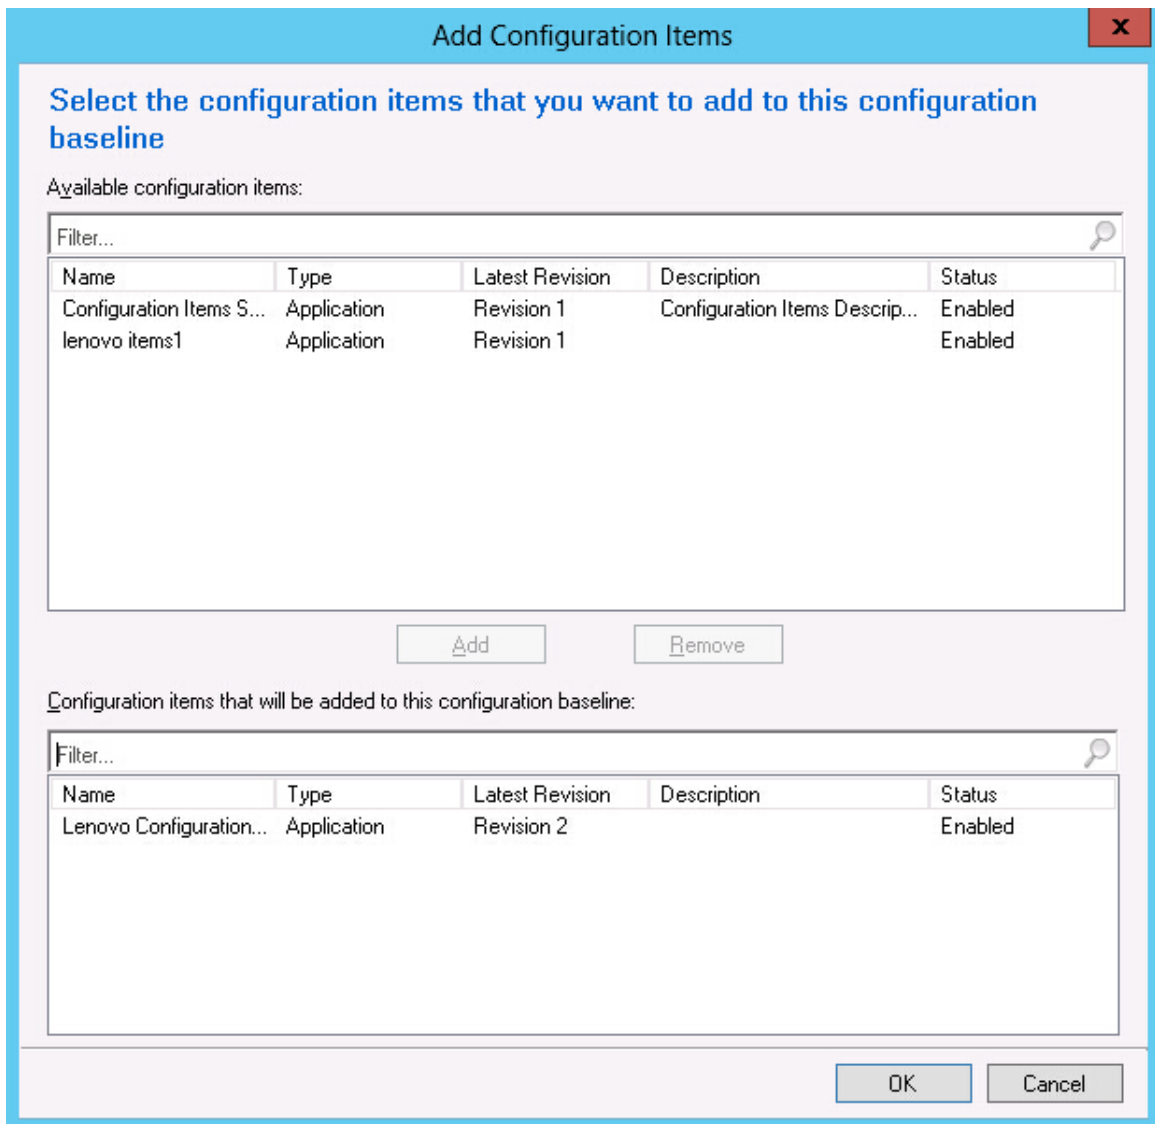 Add Configuration Items
x
Select the configuration items that you want to add to this configuration
baseline
Available configuration items:
Filter...
Name Type Latest Revision Description Status
Configuration Items S... Application Revision 1 Configuration Items Descrip... Enabled
lenovo items1 Application Revision 1 Enabled
Add Remove
Configuration items that will be added to this configuration baseline:
Filter...
Name Type Latest Revision Description Status
Lenovo Configuration... Application Revision 2 Enabled
OK Cancel